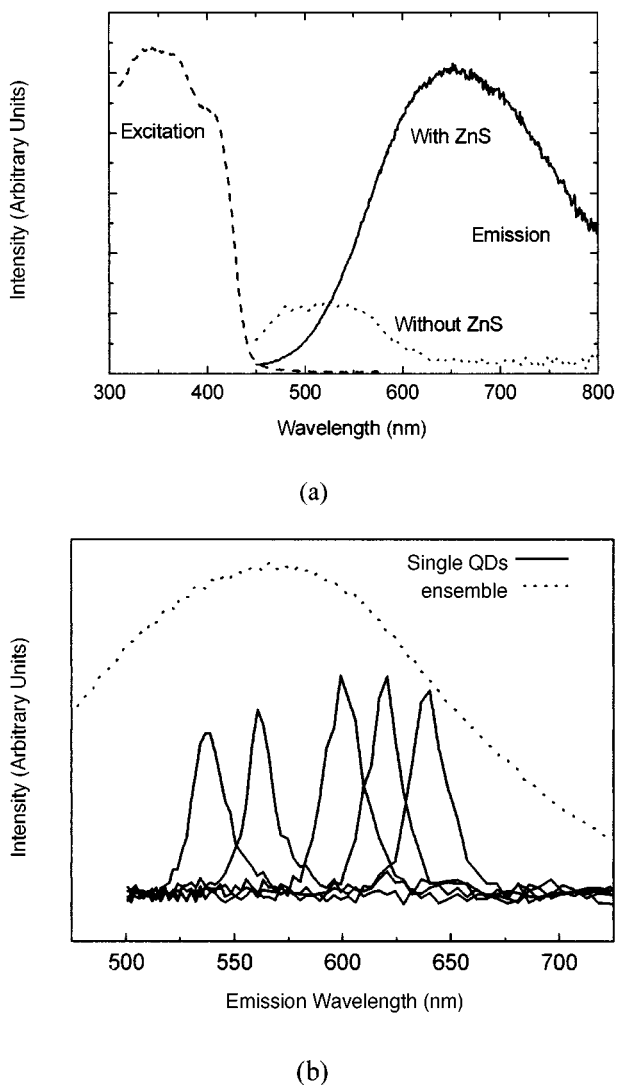 Intensity (Arbitrary Units)
Excitation
With ZnS
Emission
Without ZnS
300 400 500 600 700 800
Wavelength (nm)
(a)
Intensity (Arbitrary Units)
Single QDs
ensemble
500 550 600 650 700
Emission Wavelength (nm)
(b)